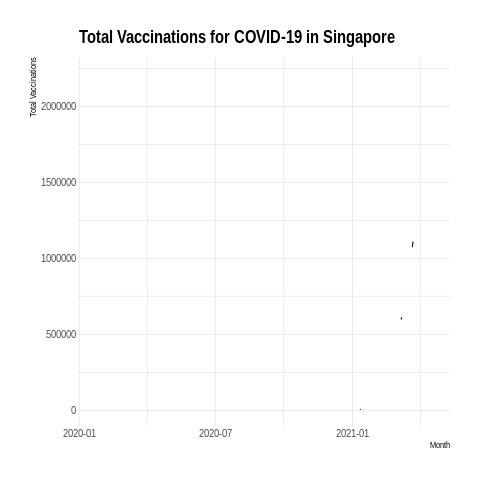 Total Vaccinations for COVID-19 in Singapore
Total Vaccinations
2000000
1500000
1000000
500000
0
2020-01
2020-07
2021-01
Month